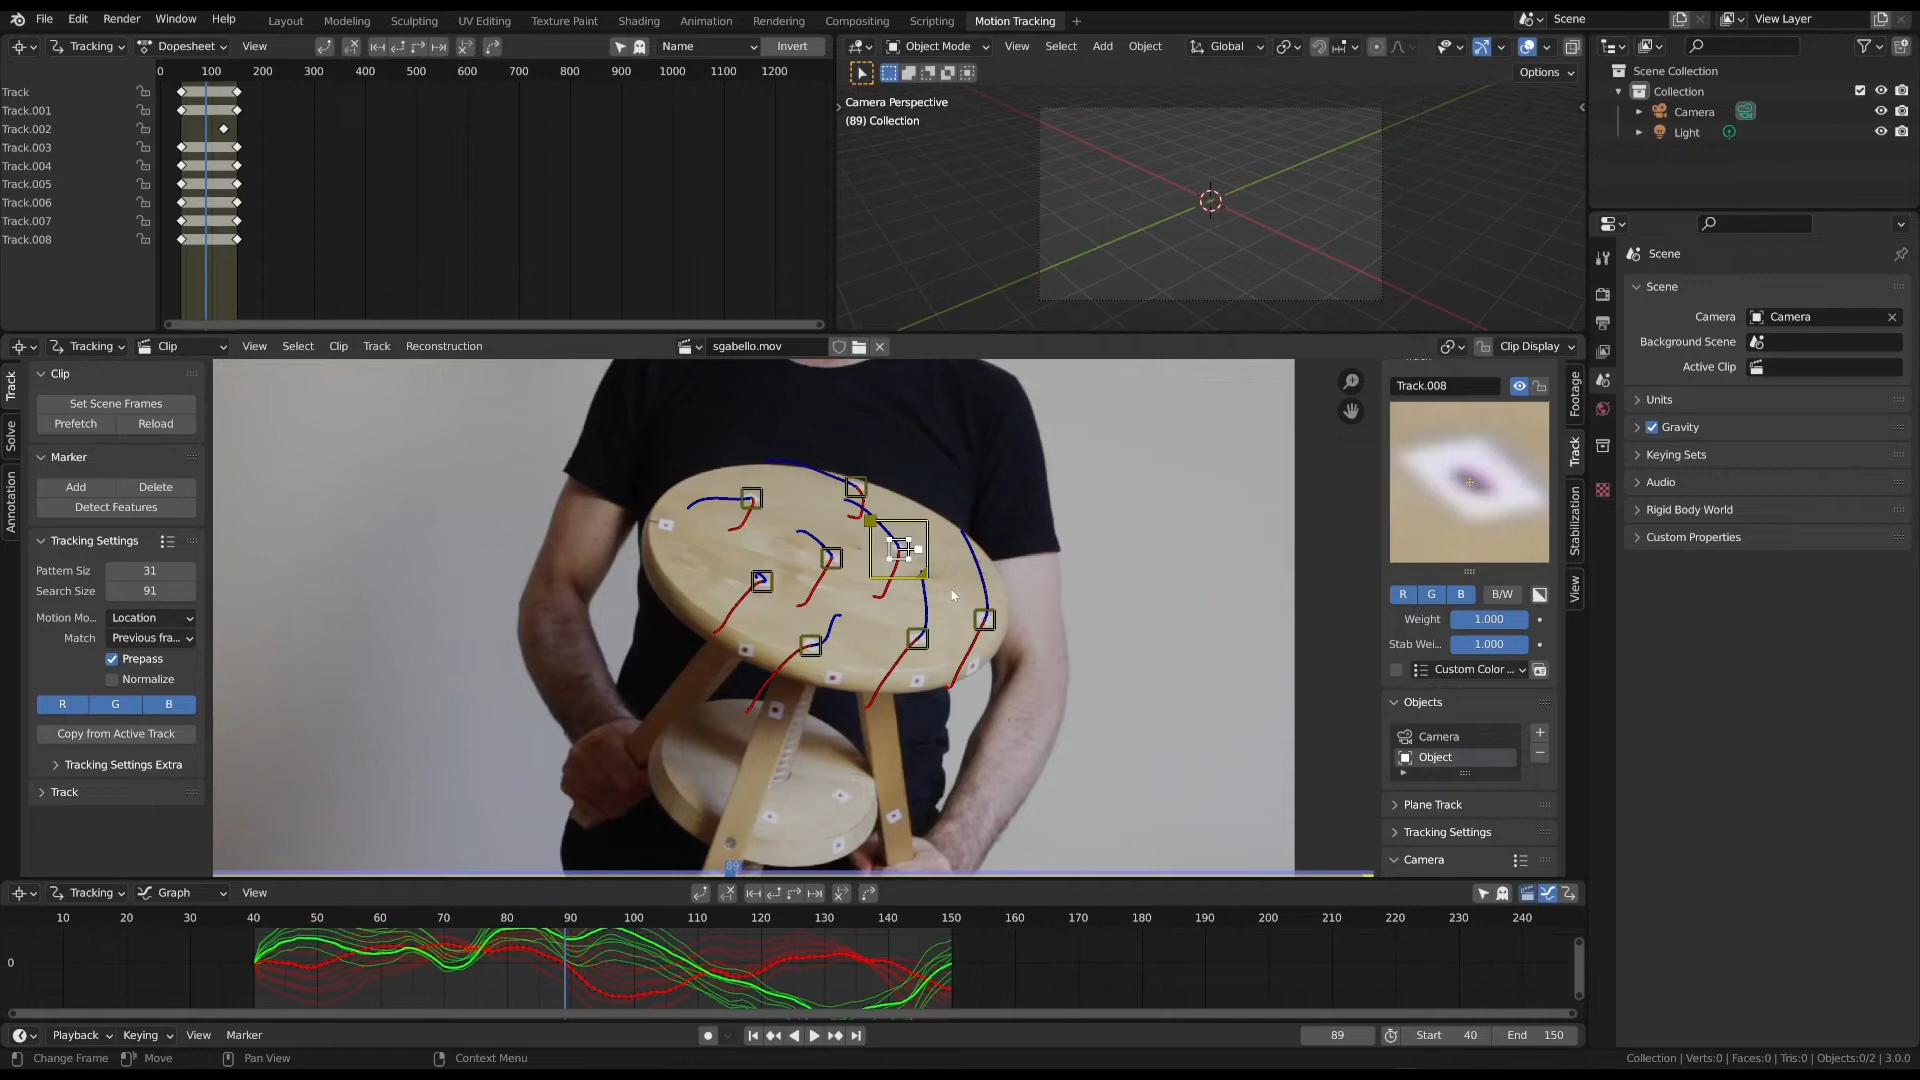 File Edit Render Window Help Layout Modeling Sculpting UV Editing Texture Paint Shading Animation Rendering Compositing Scripting Motion Tracking + Scene View Layer
Tracking Dopesheet View Name Invert
0 100 200 300 400 500 600 700 800 900 1000 1100 1200
Track
Track.001
Track.002
Track.003
Track.004
Track.005
Track.006
Track.007
Track.008
Object Mode View Select Add Object Global
Options
Camera Perspective
(89) Collection
Scene Collection
Collection
Camera
Light
Scene
Scene
Camera Camera
Background Scene
Active Clip
Units
Gravity
Keying Sets
Audio
Rigid Body World
Custom Properties
Tracking Clip View Select Clip Track Reconstruction sgabello.mov Clip Display
Track
Solve
Annotation
Clip
Set Scene Frames
Prefetch Reload
Marker
Add Delete
Detect Features
Tracking Settings
Pattern Siz 31
Search Size 91
Motion Mo... Location
Match Previous fra...
Prepass
Normalize
R G B
Copy from Active Track
Tracking Settings Extra
Track
89
Track.008
R G B B/W
Weight 1.000
Stab Wei... 1.000
Custom Color ...
Objects
Camera
Object
Plane Track
Tracking Settings
Camera
Footage
Track
Stabilization
View
Tracking Graph View
10 20 30 40 50 60 70 80 90 100 110 120 130 140 150 160 170 180 190 200 210 220 230 240
0
Playback Keying View Marker 89 Start 40 End 150
Change Frame Move Pan View Context Menu Collection | Verts:0 | Faces:0 | Tris:0 | Objects:0/2 | 3.0.0